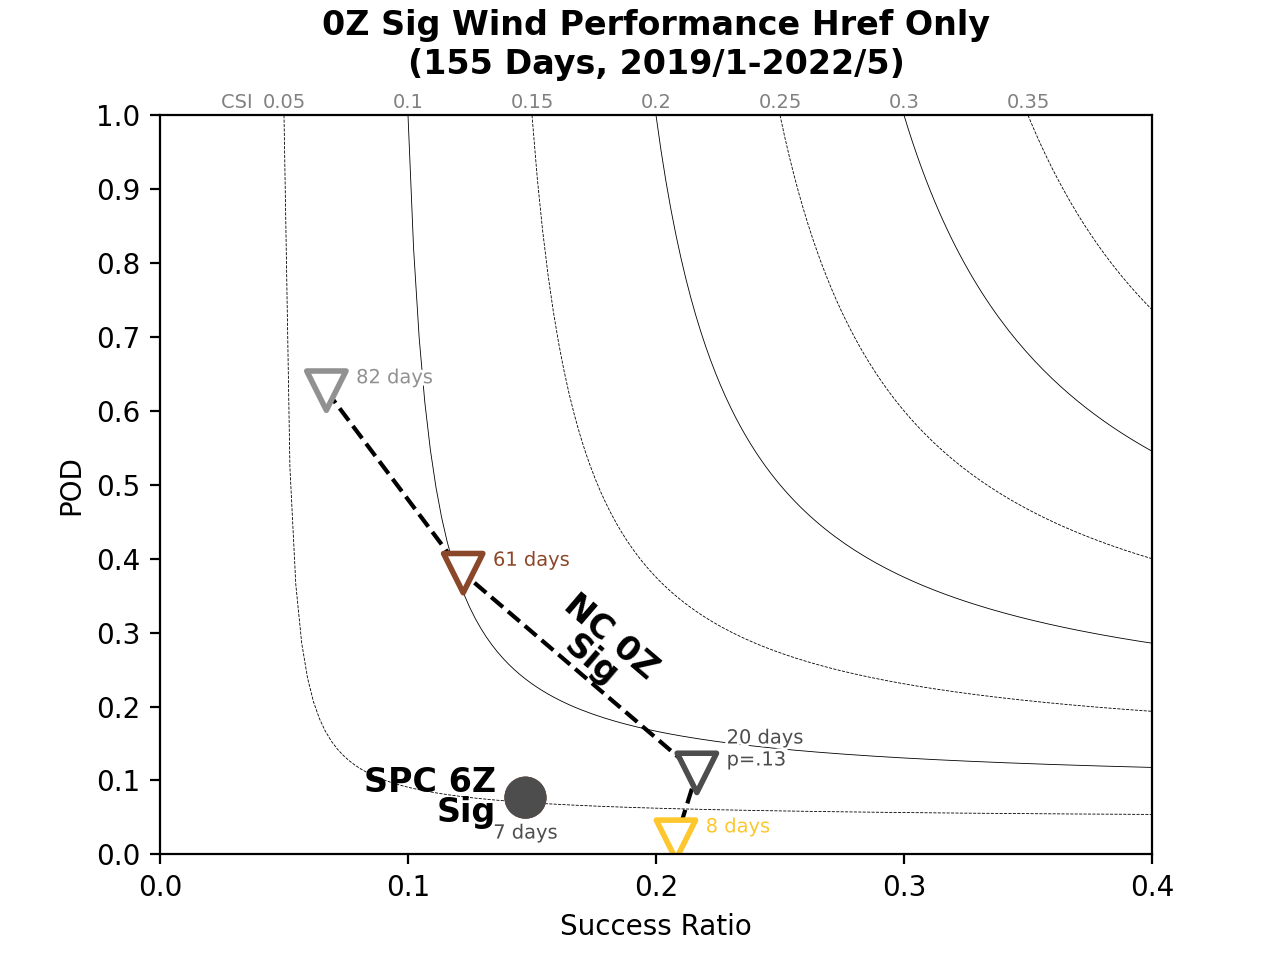 0Z Sig Wind Performance Href Only
(155 Days, 2019/1-2022/5)
CSI 0.05 0.1 0.15 0.2 0.25 0.3 0.35
1.0
0.9
0.8
0.7
0.6
0.5
0.4
0.3
0.2
0.1
0.0
POD
82 days
61 days
NC 0Z
Sig
20 days
p=.13
SPC 6Z
Sig
7 days
8 days
0.0 0.1 0.2 0.3 0.4
Success Ratio